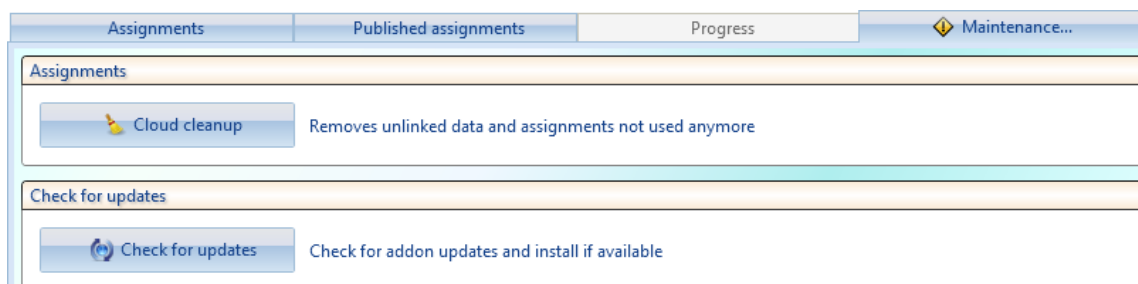 Assignments Published assignments Progress Maintenance...
Assignments
Cloud cleanup Removes unlinked data and assignments not used anymore
Check for updates
Check for updates Check for addon updates and install if available